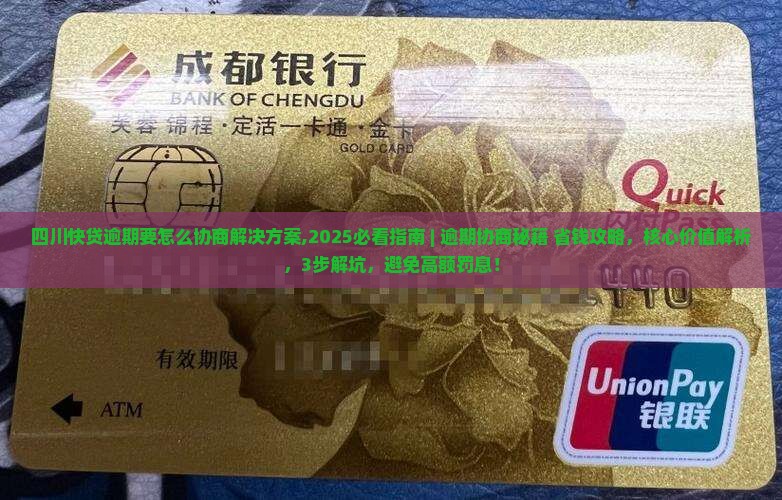 成都银行
BANK OF CHENGDU
芙蓉 锦程·定活一卡通·金卡
GOLD CARD
Quick
四川快贷逾期要怎么协商解决方案,2025必看指南 | 逾期协商秘籍 省钱攻略，核心价值解析
，3步解坑，避免高额罚息！
1440
有效期限
ATM
UnionPay
银联